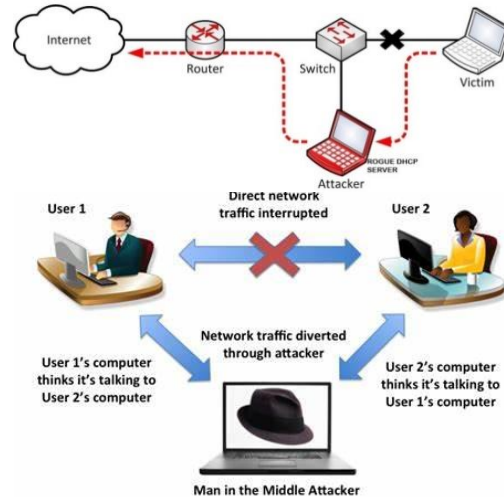 Internet
Router
Switch
Victim
ROGUE DHCP
SERVER
Attacker
User 1
Direct network
traffic interrupted
User 2
Network traffic diverted
through attacker
User 1's computer
thinks it's talking to
User 2's computer
User 2's computer
thinks it's talking to
User 1's computer
Man in the Middle Attacker